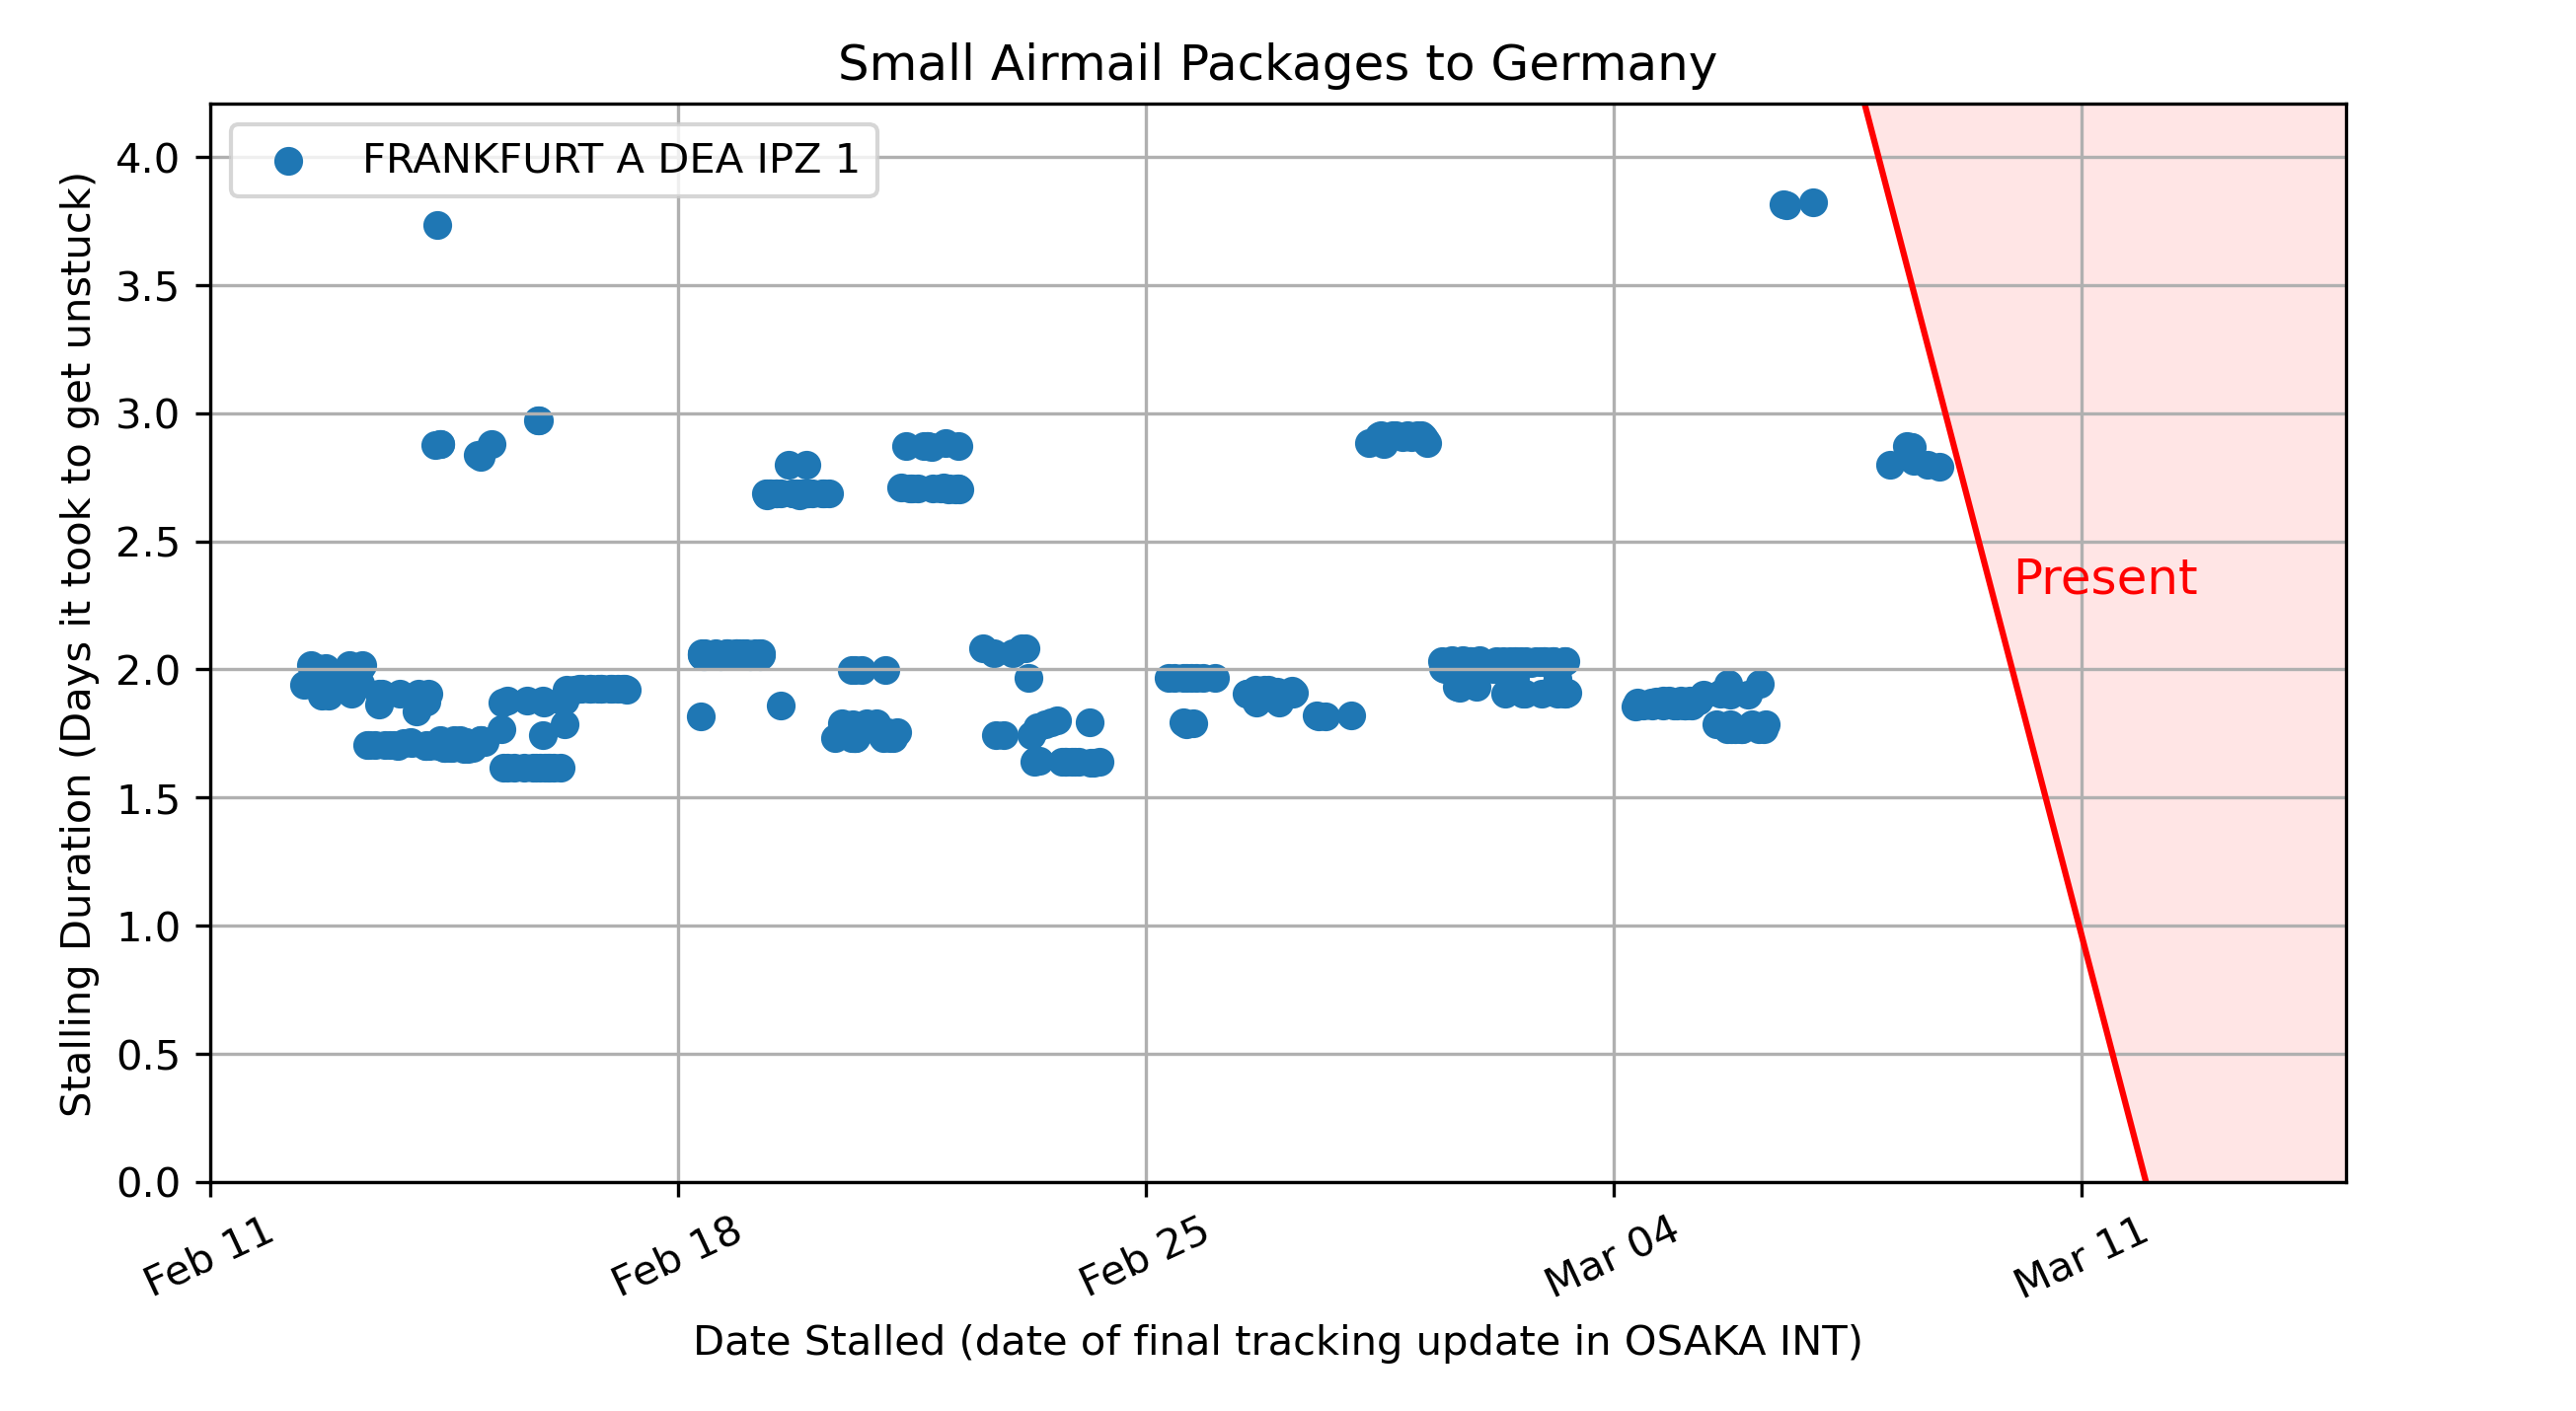 Small Airmail Packages to Germany
FRANKFURT A DEA IPZ 1
Stalling Duration (Days it took to get unstuck)
4.0
3.5
3.0
2.5
2.0
1.5
1.0
0.5
0.0
Present
Feb 11
Feb 18
Feb 25
Mar 04
Mar 11
Date Stalled (date of final tracking update in OSAKA INT)